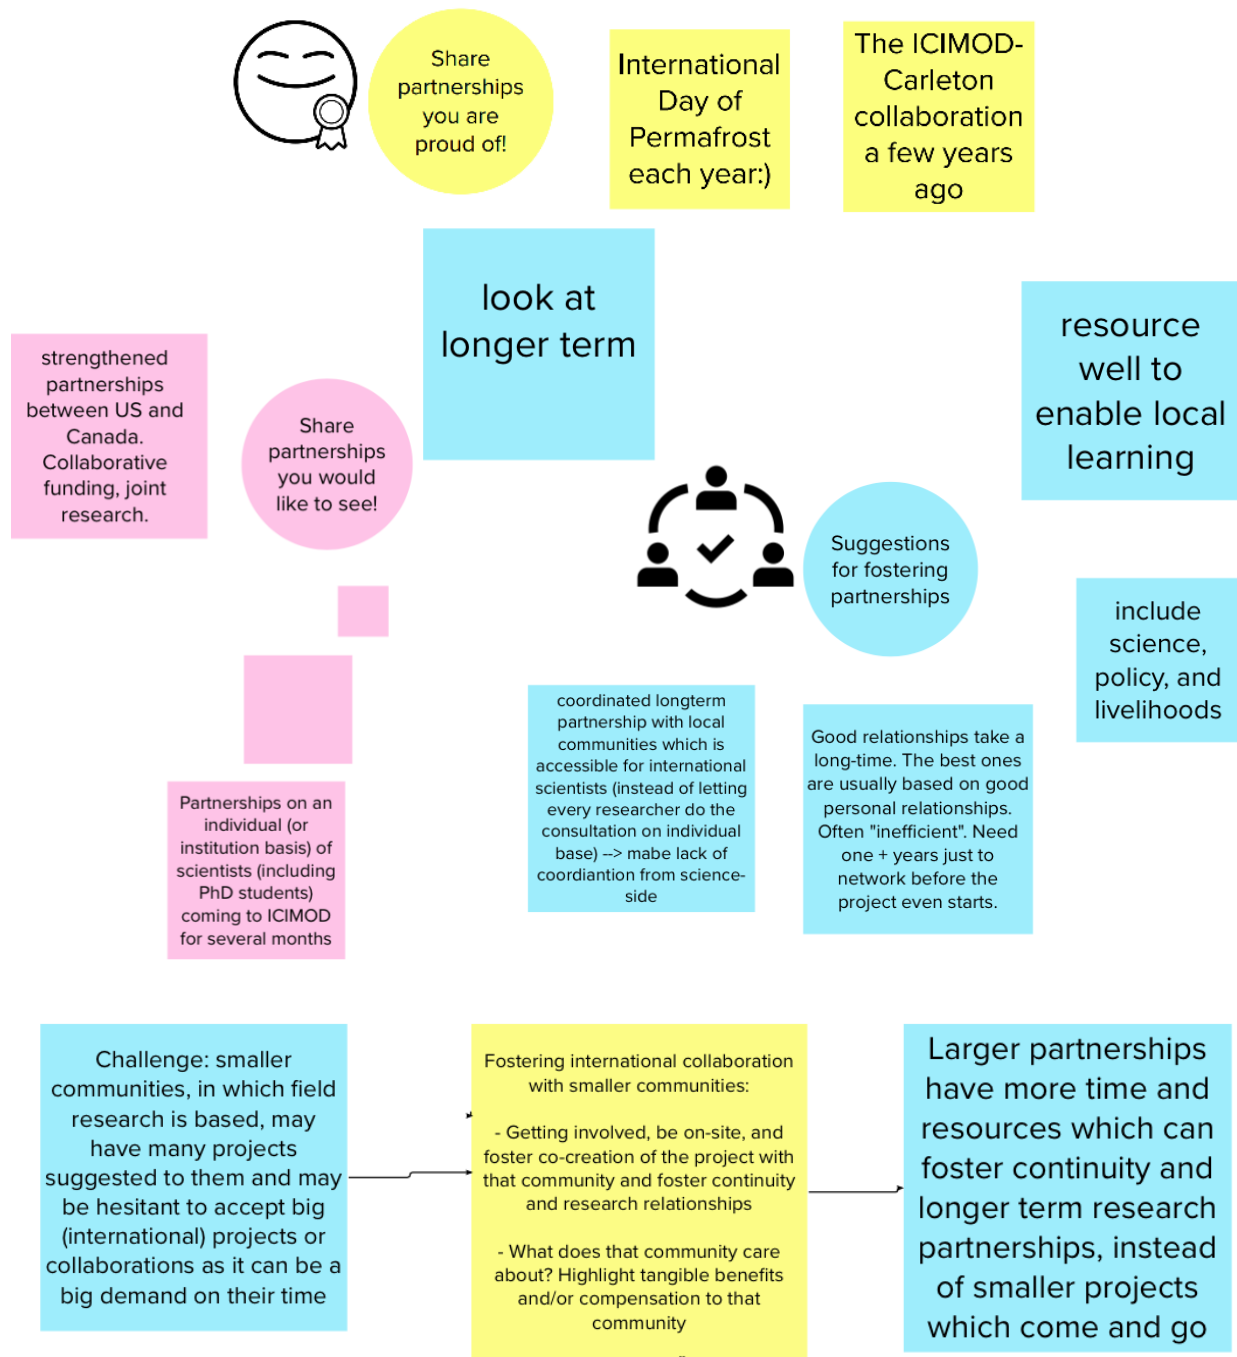 Share
partnerships
you are
proud of!
International
Day of
Permafrost
each year:)
The ICIMOD-
Carleton
collaboration
a few years
ago
look at
longer term
resource
well to
enable local
learning
strengthened
partnerships
between US and
Canada.
Collaborative
funding, joint
research.
Share
partnerships
you would
like to see!
Suggestions
for fostering
partnerships
include
science,
policy, and
livelihoods
coordinated longterm
partnership with local
communities which is
accessible for international
scientists (instead of letting
every researcher do the
consultation on individual
base) --> mabe lack of
coordiantion from science-
side
Good relationships take a
long-time. The best ones
are usually based on good
personal relationships.
Often "inefficient". Need
one + years just to
network before the
project even starts.
Partnerships on an
individual (or
institution basis) of
scientists (including
PhD students)
coming to ICIMOD
for several months
Challenge: smaller
communities, in which field
research is based, may
have many projects
suggested to them and may
be hesitant to accept big
(international) projects or
collaborations as it can be a
big demand on their time
Fostering international collaboration
with smaller communities:
- Getting involved, be on-site, and
foster co-creation of the project with
that community and foster continuity
and research relationships
- What does that community care
about? Highlight tangible benefits
and/or compensation to that
community
Larger partnerships
have more time and
resources which can
foster continuity and
longer term research
partnerships, instead
of smaller projects
which come and go